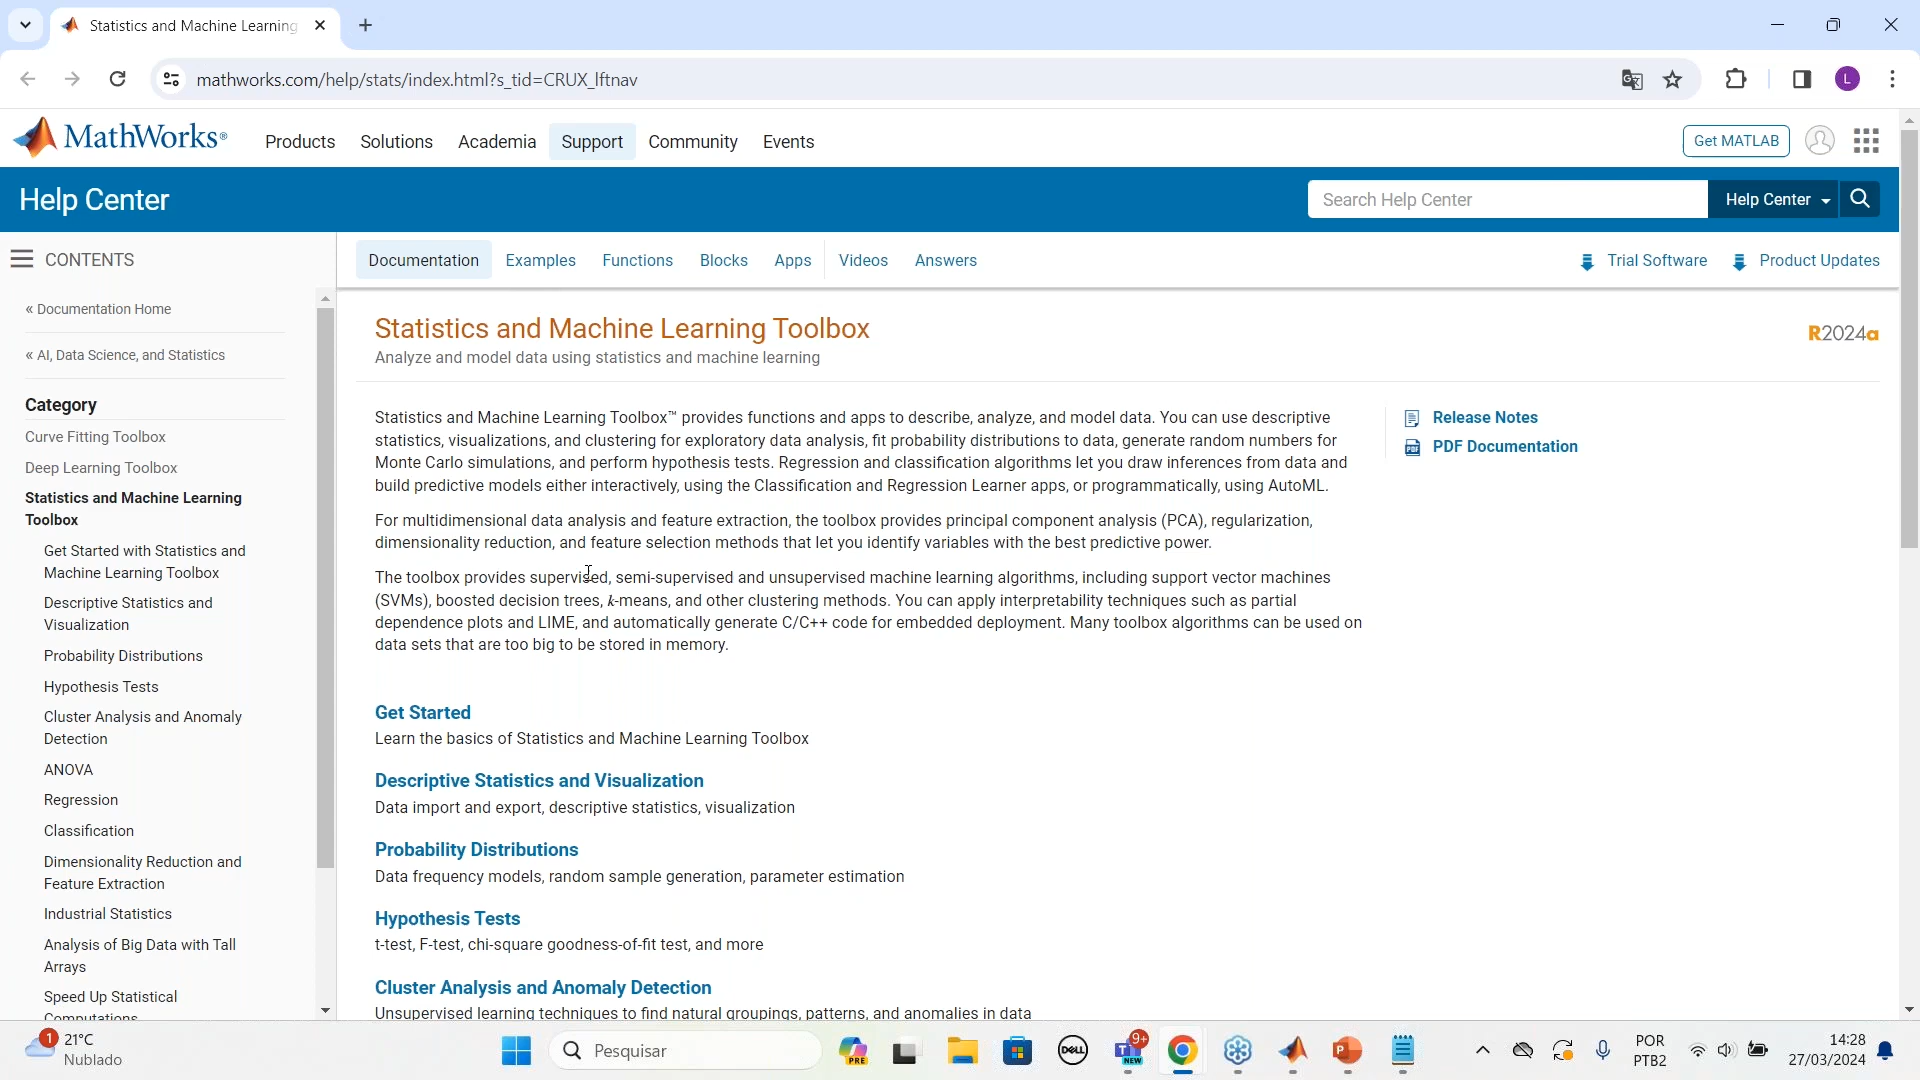 Statistics and Machine Learning
mathworks.com/help/stats/index.html?s_tid=CRUX_lftnav
L
MathWorks®
Products Solutions Academia Support Community Events
Get MATLAB
Help Center
Search Help Center
Help Center
CONTENTS
Documentation Examples Functions Blocks Apps Videos Answers
Trial Software Product Updates
« Documentation Home
« AI, Data Science, and Statistics
Category
Curve Fitting Toolbox
Deep Learning Toolbox
Statistics and Machine Learning
Toolbox
Get Started with Statistics and
Machine Learning Toolbox
Descriptive Statistics and
Visualization
Probability Distributions
Hypothesis Tests
Cluster Analysis and Anomaly
Detection
ANOVA
Regression
Classification
Dimensionality Reduction and
Feature Extraction
Industrial Statistics
Analysis of Big Data with Tall
Arrays
Speed Up Statistical
Computations
Statistics and Machine Learning Toolbox
R2024a
Analyze and model data using statistics and machine learning
Statistics and Machine Learning Toolbox™ provides functions and apps to describe, analyze, and model data. You can use descriptive
statistics, visualizations, and clustering for exploratory data analysis, fit probability distributions to data, generate random numbers for
Monte Carlo simulations, and perform hypothesis tests. Regression and classification algorithms let you draw inferences from data and
build predictive models either interactively, using the Classification and Regression Learner apps, or programmatically, using AutoML.
For multidimensional data analysis and feature extraction, the toolbox provides principal component analysis (PCA), regularization,
dimensionality reduction, and feature selection methods that let you identify variables with the best predictive power.
The toolbox provides supervised, semi-supervised and unsupervised machine learning algorithms, including support vector machines
(SVMs), boosted decision trees, k-means, and other clustering methods. You can apply interpretability techniques such as partial
dependence plots and LIME, and automatically generate C/C++ code for embedded deployment. Many toolbox algorithms can be used on
data sets that are too big to be stored in memory.
Release Notes
PDF Documentation
Get Started
Learn the basics of Statistics and Machine Learning Toolbox
Descriptive Statistics and Visualization
Data import and export, descriptive statistics, visualization
Probability Distributions
Data frequency models, random sample generation, parameter estimation
Hypothesis Tests
t-test, F-test, chi-square goodness-of-fit test, and more
Cluster Analysis and Anomaly Detection
Unsupervised learning techniques to find natural groupings, patterns, and anomalies in data
1
21°C
Nublado
Pesquisar
PRE
DELL
9+
NEW
POR
PTB2
14:28
27/03/2024